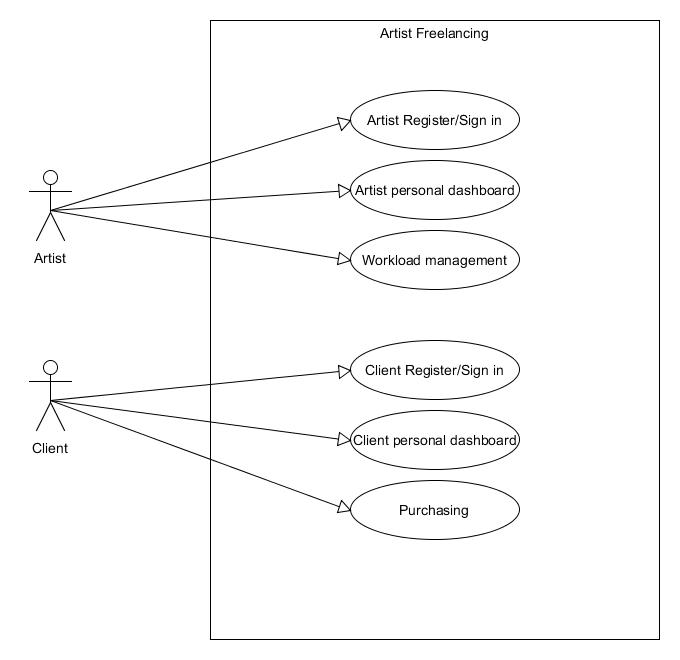 Artist Freelancing
Artist Register/Sign in
Artist personal dashboard
Artist
Workload management
Client Register/Sign in
Client personal dashboard
Client
Purchasing